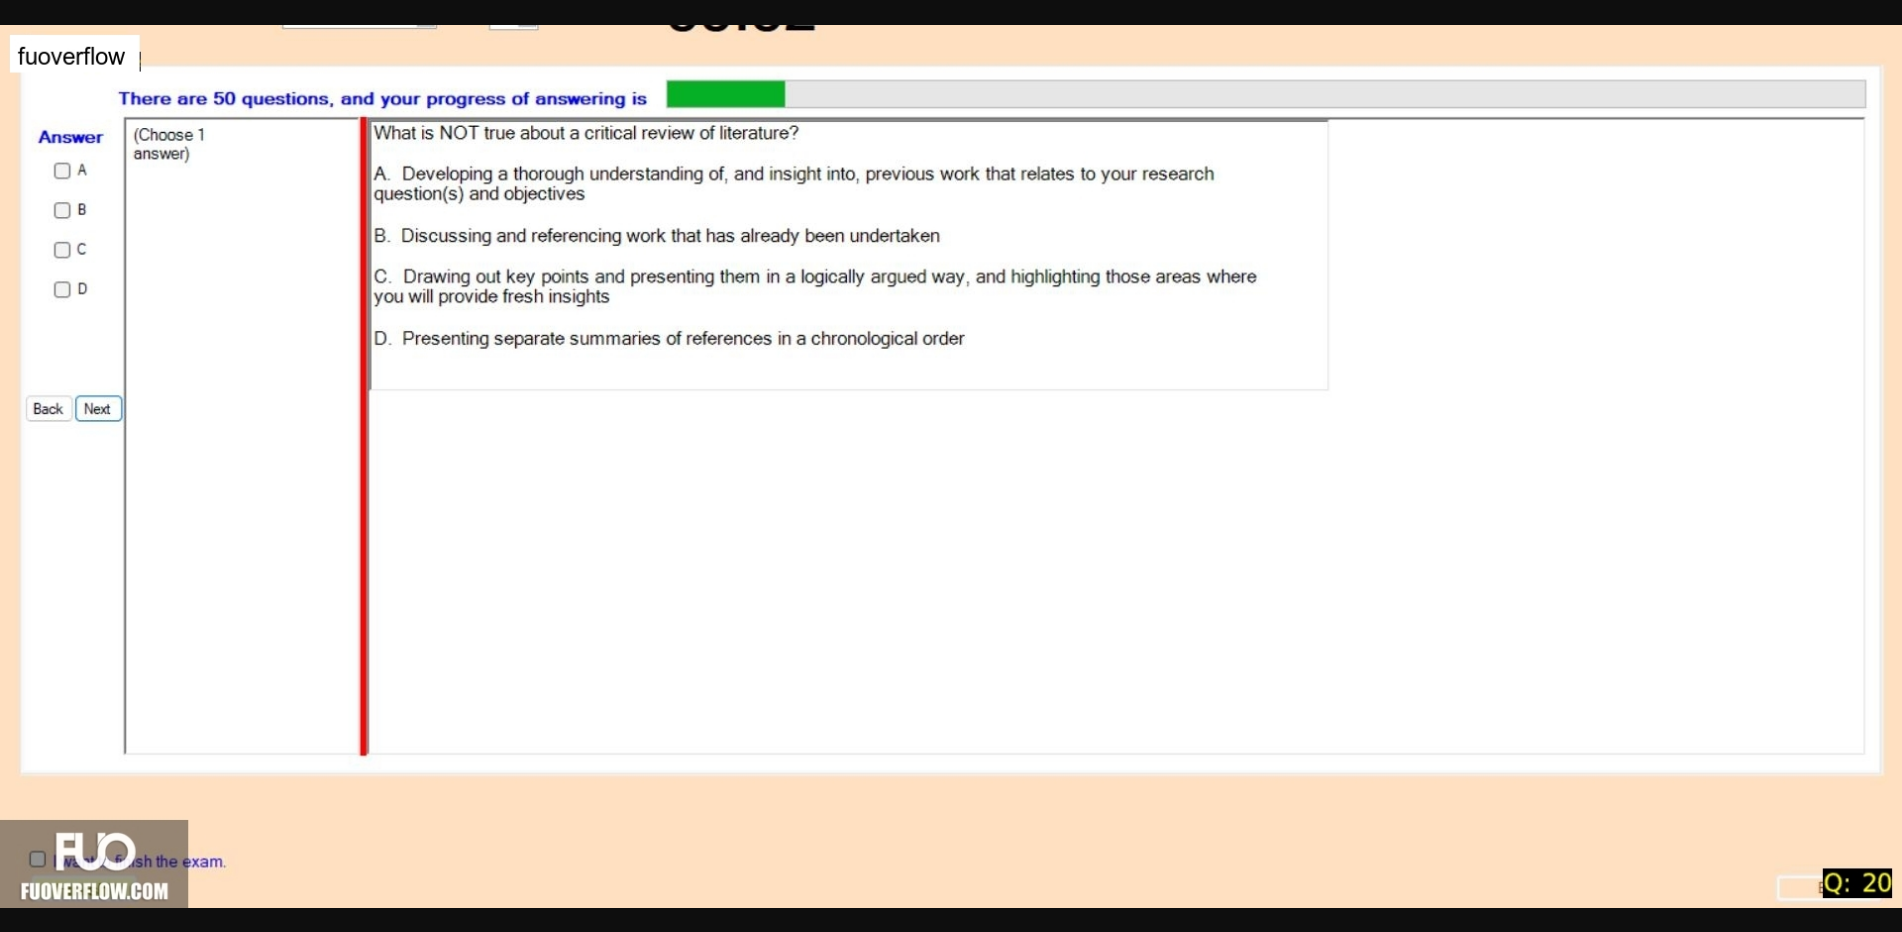 fuoverflow
There are 50 questions, and your progress of answering is
Answer
(Choose 1
answer)
A
B
C
D
Back
Next
What is NOT true about a critical review of literature?
A. Developing a thorough understanding of, and insight into, previous work that relates to your research
question(s) and objectives
B. Discussing and referencing work that has already been undertaken
C. Drawing out key points and presenting them in a logically argued way, and highlighting those areas where
you will provide fresh insights
D. Presenting separate summaries of references in a chronological order
FUO
the exam.
FUOVERFLOW.COM
Q: 20